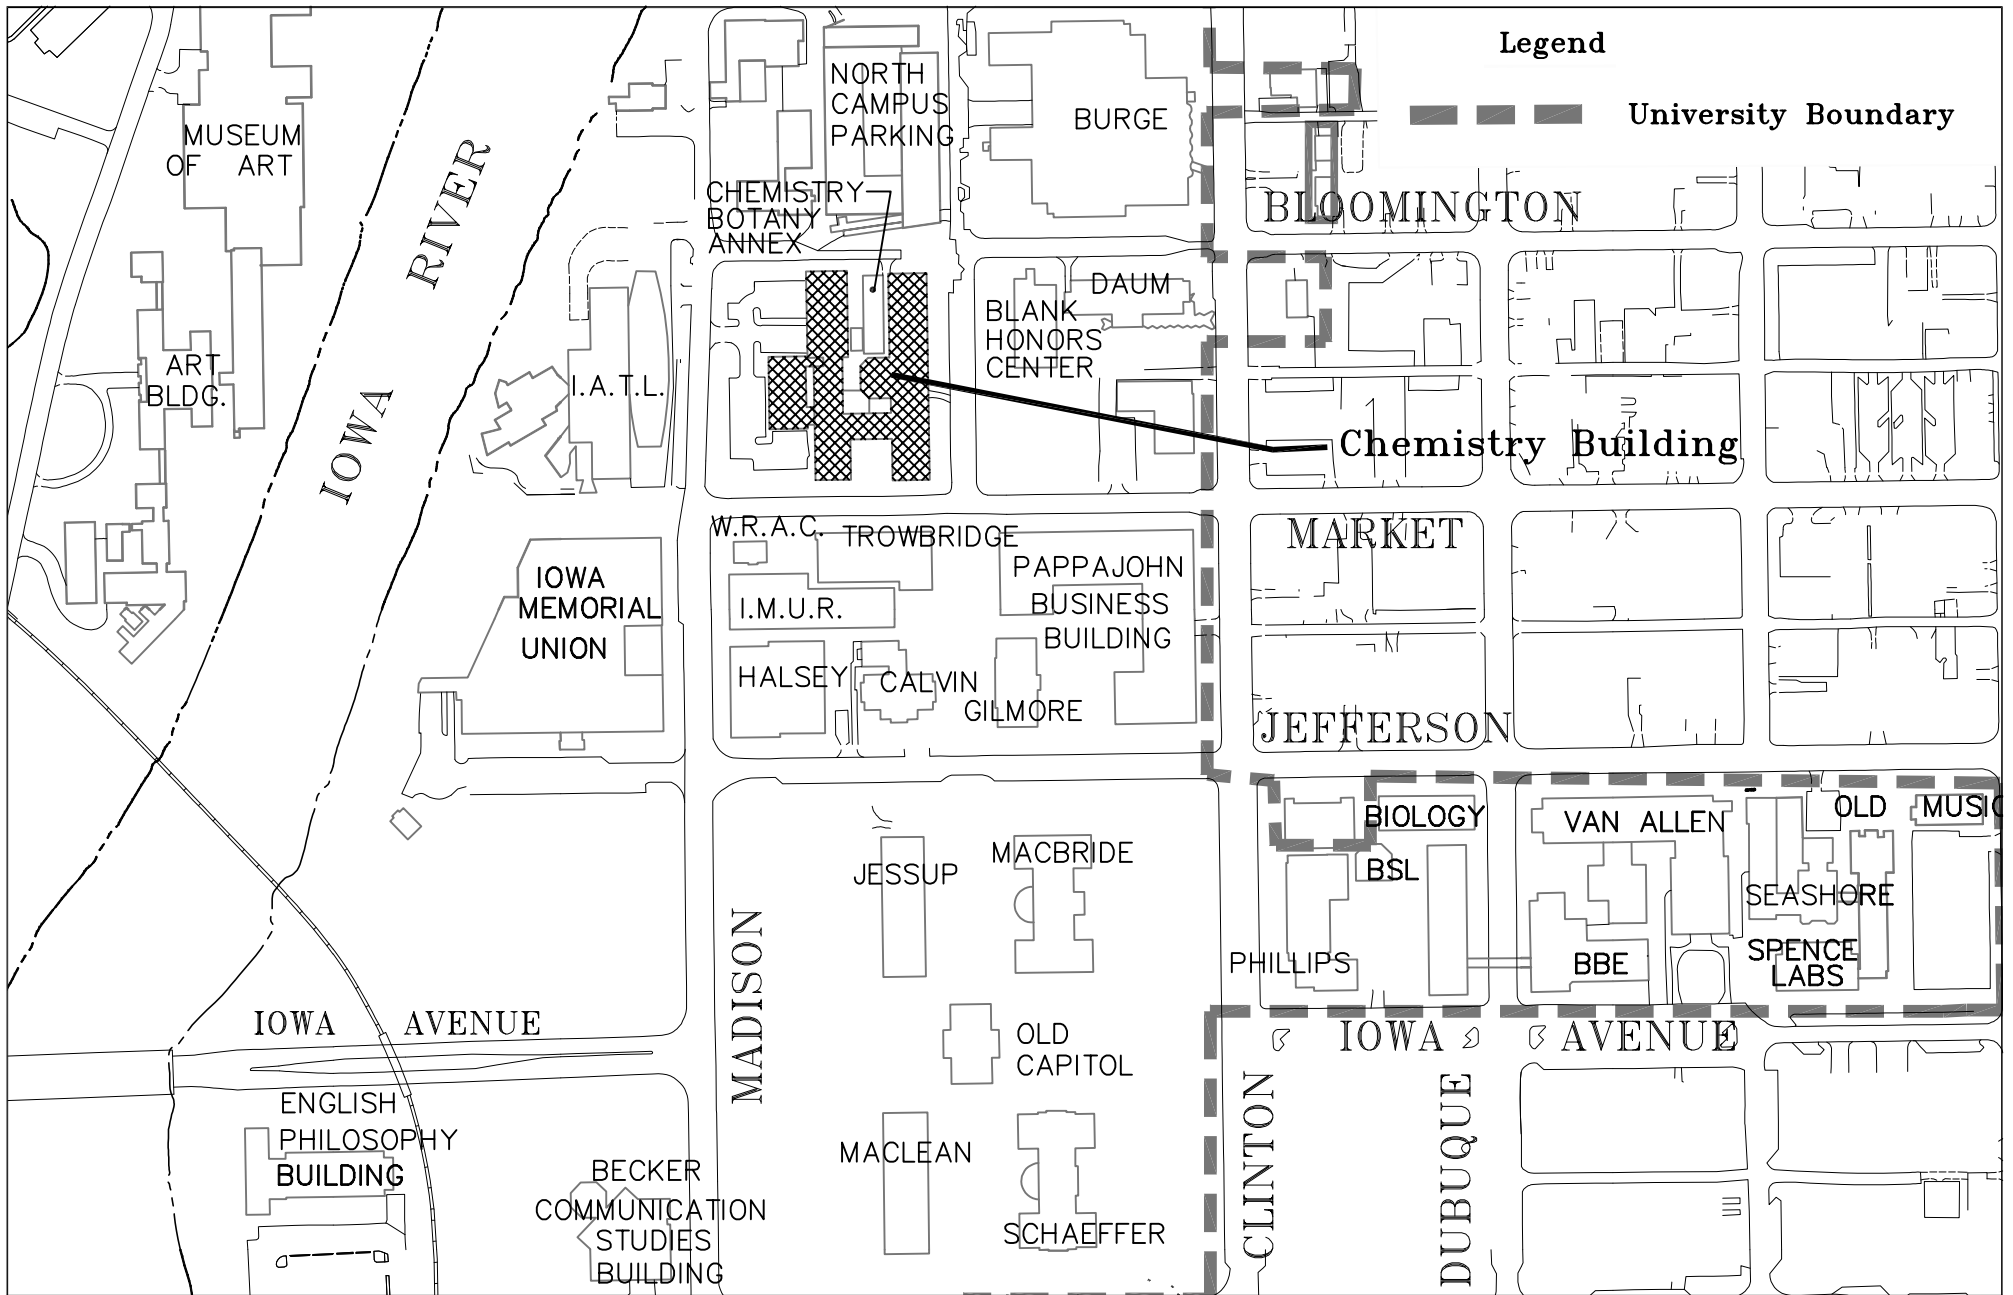 Legend
University Boundary
MUSEUM
OF ART
NORTH
CAMPUS
PARKING
BURGE
IOWA RIVER
CHEMISTRY
BOTANY
ANNEX
BLOOMINGTON
DAUM
BLANK
HONORS
CENTER
ART
BLDG.
I.A.T.L.
Chemistry Building
W.R.A.C.
TROWBRIDGE
MARKET
PAPPAJOHN
BUSINESS
BUILDING
IOWA
MEMORIAL
UNION
I.M.U.R.
HALSEY
CALVIN
GILMORE
JEFFERSON
BIOLOGY
VAN ALLEN
OLD MUSIC
JESSUP
MACBRIDE
BSL
SEASHORE
PHILLIPS
BBE
SPENCE
LABS
MADISON
IOWA AVENUE
OLD
CAPITOL
IOWA AVENUE
ENGLISH
PHILOSOPHY
BUILDING
BECKER
COMMUNICATION
STUDIES
BUILDING
MACLEAN
SCHAEFFER
CLINTON
DUBUQUE